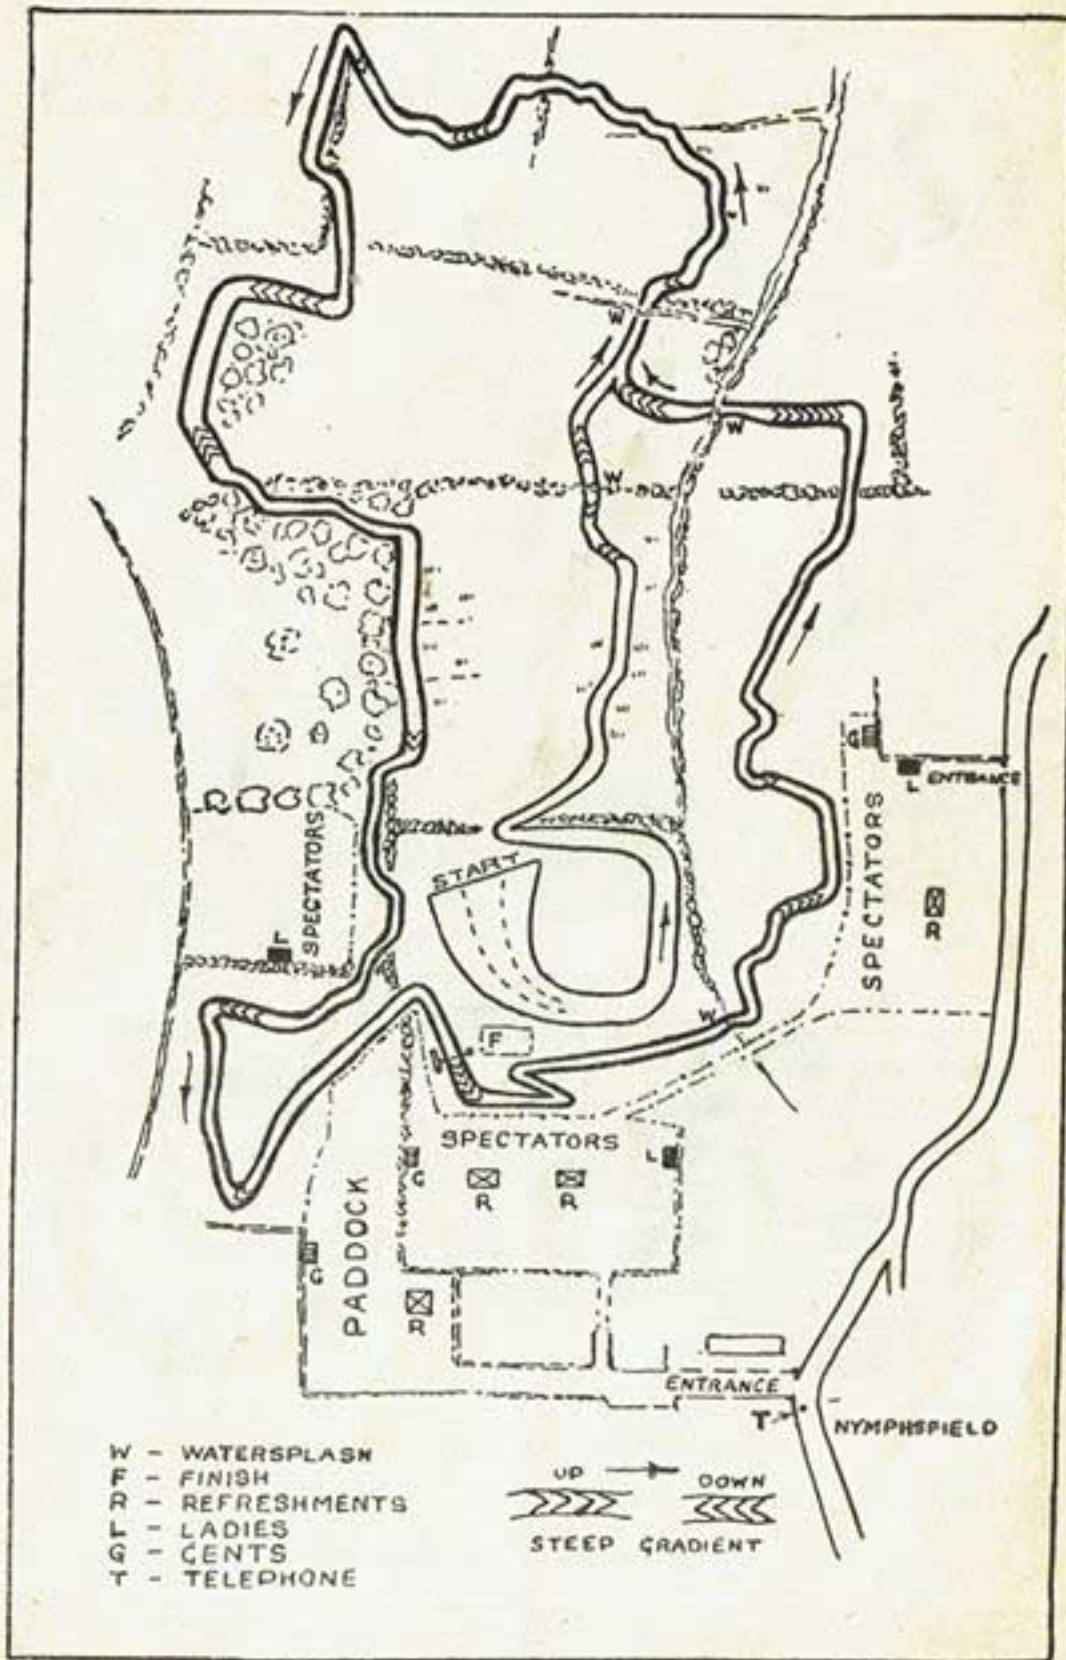 W
W
W
G
L
ENTRANCE
SPECTATORS
R
START
SPECTATORS
L
W
F
SPECTATORS
G
R
R
L
PADDOCK
G
R
ENTRANCE
T
NYMPHSFIELD
W - WATERSPLASH
F - FINISH
R - REFRESHMENTS
L - LADIES
G - GENTS
T - TELEPHONE
UP
DOWN
STEEP GRADIENT